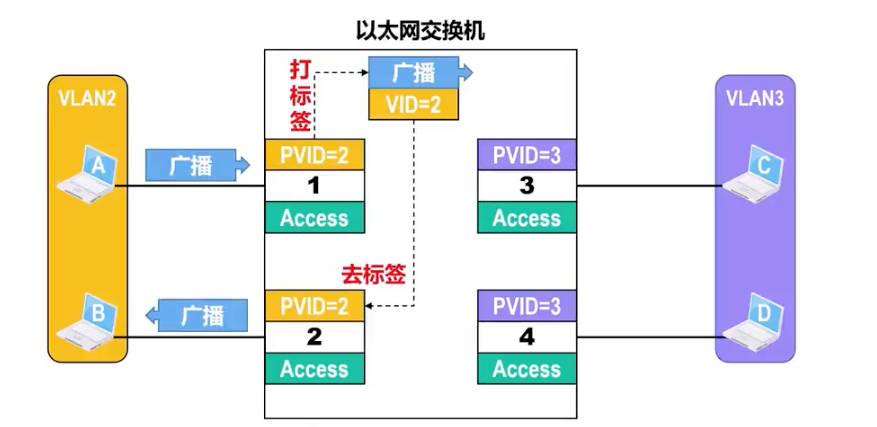 以太网交换机
VLAN2
VLAN3
打标签
广播
VID=2
A
广播
PVID=2
1
Access
PVID=3
3
Access
C
去标签
B
广播
PVID=2
2
Access
PVID=3
4
Access
D